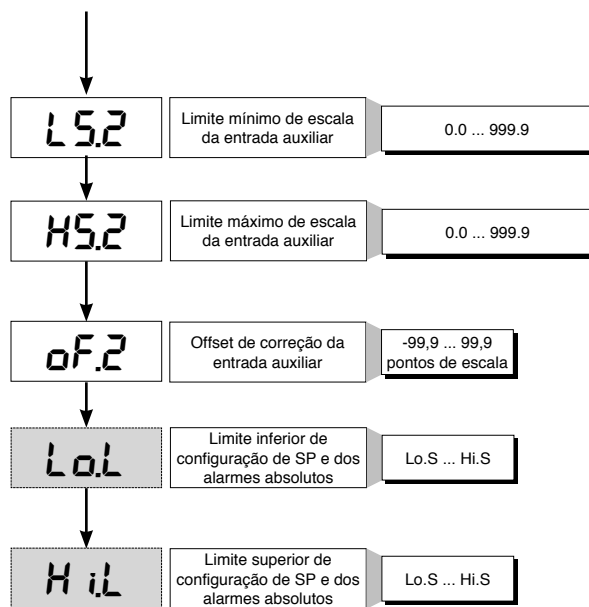 LS.2
Limite mínimo de escala
da entrada auxiliar
0.0 ... 999.9
HS.2
Limite máximo de escala
da entrada auxiliar
0.0 ... 999.9
oF.2
Offset de correção da
entrada auxiliar
-99,9 ... 99,9
pontos de escala
Lo.L
Limite inferior de
configuração de SP e dos
alarmes absolutos
Lo.S ... Hi.S
Hi.L
Limite superior de
configuração de SP e dos
alarmes absolutos
Lo.S ... Hi.S